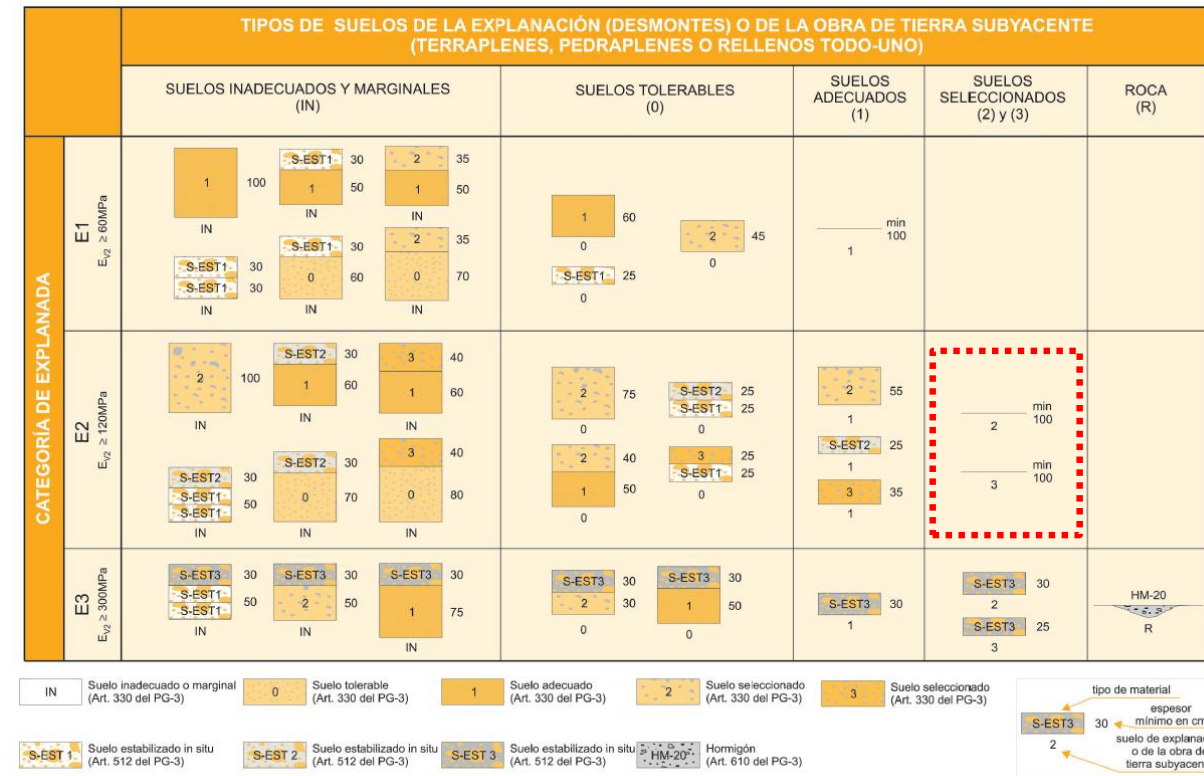 TIPOS DE SUELOS DE LA EXPLANACIÓN (DESMONTES) O DE LA OBRA DE TIERRA SUBYACENTE
(TERRAPLENES, PEDRAPLENES O RELLENOS TODO-UNO)
SUELOS INADECUADOS Y MARGINALES
(IN)
SUELOS TOLERABLES
(0)
SUELOS
ADECUADOS
(1)
SUELOS
SELECCIONADOS
(2) y (3)
ROCA
(R)
CATEGORÍA DE EXPLANADA
E1
EV2 ≥ 60MPa
1 100
IN
S-EST1 30
1 50
IN
2 35
1 50
IN
S-EST1 30
S-EST1 30
IN
S-EST1 30
0 60
IN
2 35
0 70
IN
1 60
0
2 45
0
S-EST1 25
0
min
100
1
E2
EV2 ≥ 120MPa
2 100
IN
S-EST2 30
1 60
IN
3 40
1 60
IN
S-EST2 30
S-EST1 50
S-EST1
IN
S-EST2 30
0 70
IN
3 40
0 80
IN
2 75
0
S-EST2 25
S-EST1 25
0
2 40
1 50
0
3 25
S-EST1 25
0
2 55
1
S-EST2 25
1
3 35
1
min
100
2
min
100
3
E3
EV2 ≥ 300MPa
S-EST3 30
S-EST1 50
S-EST1
IN
S-EST3 30
2 50
IN
S-EST3 30
1 75
IN
S-EST3 30
2 30
0
S-EST3 30
1 50
0
S-EST3 30
1
S-EST3 30
2
S-EST3 25
3
HM-20
R
IN Suelo inadecuado o marginal
(Art. 330 del PG-3)
0 Suelo tolerable
(Art. 330 del PG-3)
1 Suelo adecuado
(Art. 330 del PG-3)
2 Suelo seleccionado
(Art. 330 del PG-3)
3 Suelo seleccionado
(Art. 330 del PG-3)
S-EST 1 Suelo estabilizado in situ
(Art. 512 del PG-3)
S-EST 2 Suelo estabilizado in situ
(Art. 512 del PG-3)
S-EST 3 Suelo estabilizado in situ
(Art. 512 del PG-3)
HM-20 Hormigón
(Art. 610 del PG-3)
tipo de material
espesor
mínimo en cm
S-EST3 30
2
suelo de explana
o de la obra de
tierra subyacen